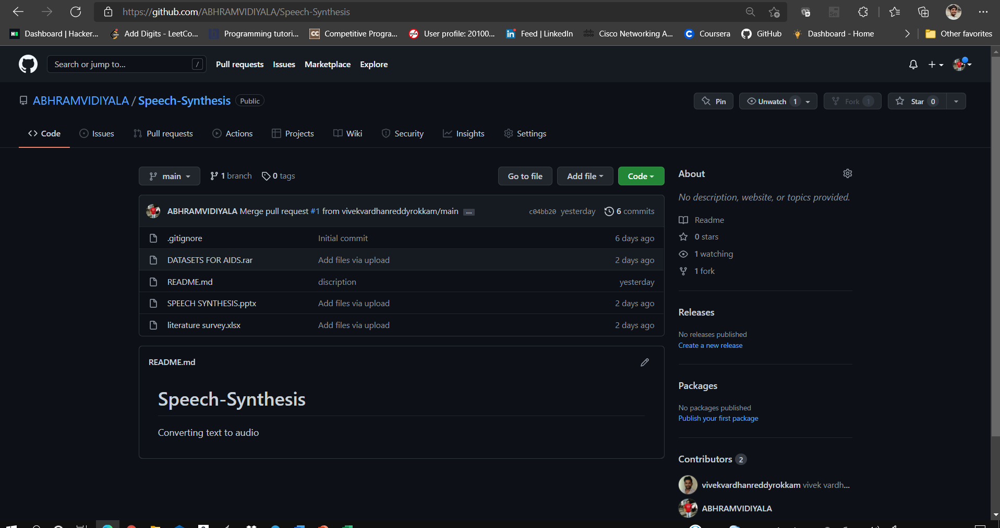 https://github.com/ABHRAMVIDIYALA/Speech-Synthesis
Dashboard | Hacker... Add Digits - LeetCo... Programming tutori... Competitive Progra... User profile: 20100... Feed | LinkedIn Cisco Networking A... Coursera GitHub Dashboard - Home Other favorites
Search or jump to... / Pull requests Issues Marketplace Explore
ABHRAMVIDIYALA / Speech-Synthesis Public Pin Unwatch 1 Fork 1 Star 0
Code Issues Pull requests Actions Projects Wiki Security Insights Settings
main 1 branch 0 tags Go to file Add file Code
ABHRAMVIDIYALA Merge pull request #1 from vivekvardhanreddyrokkam/main ... c04bb20 yesterday 6 commits
.gitignore Initial commit 6 days ago
DATASETS FOR AIDS.rar Add files via upload 2 days ago
README.md discription yesterday
SPEECH SYNTHESIS.pptx Add files via upload 2 days ago
literature survey.xlsx Add files via upload 2 days ago
README.md
Speech-Synthesis
Converting text to audio
About
No description, website, or topics provided.
Readme
0 stars
1 watching
1 fork
Releases
No releases published
Create a new release
Packages
No packages published
Publish your first package
Contributors 2
vivekvardhanreddyrokkam vivek vardh...
ABHRAMVIDIYALA